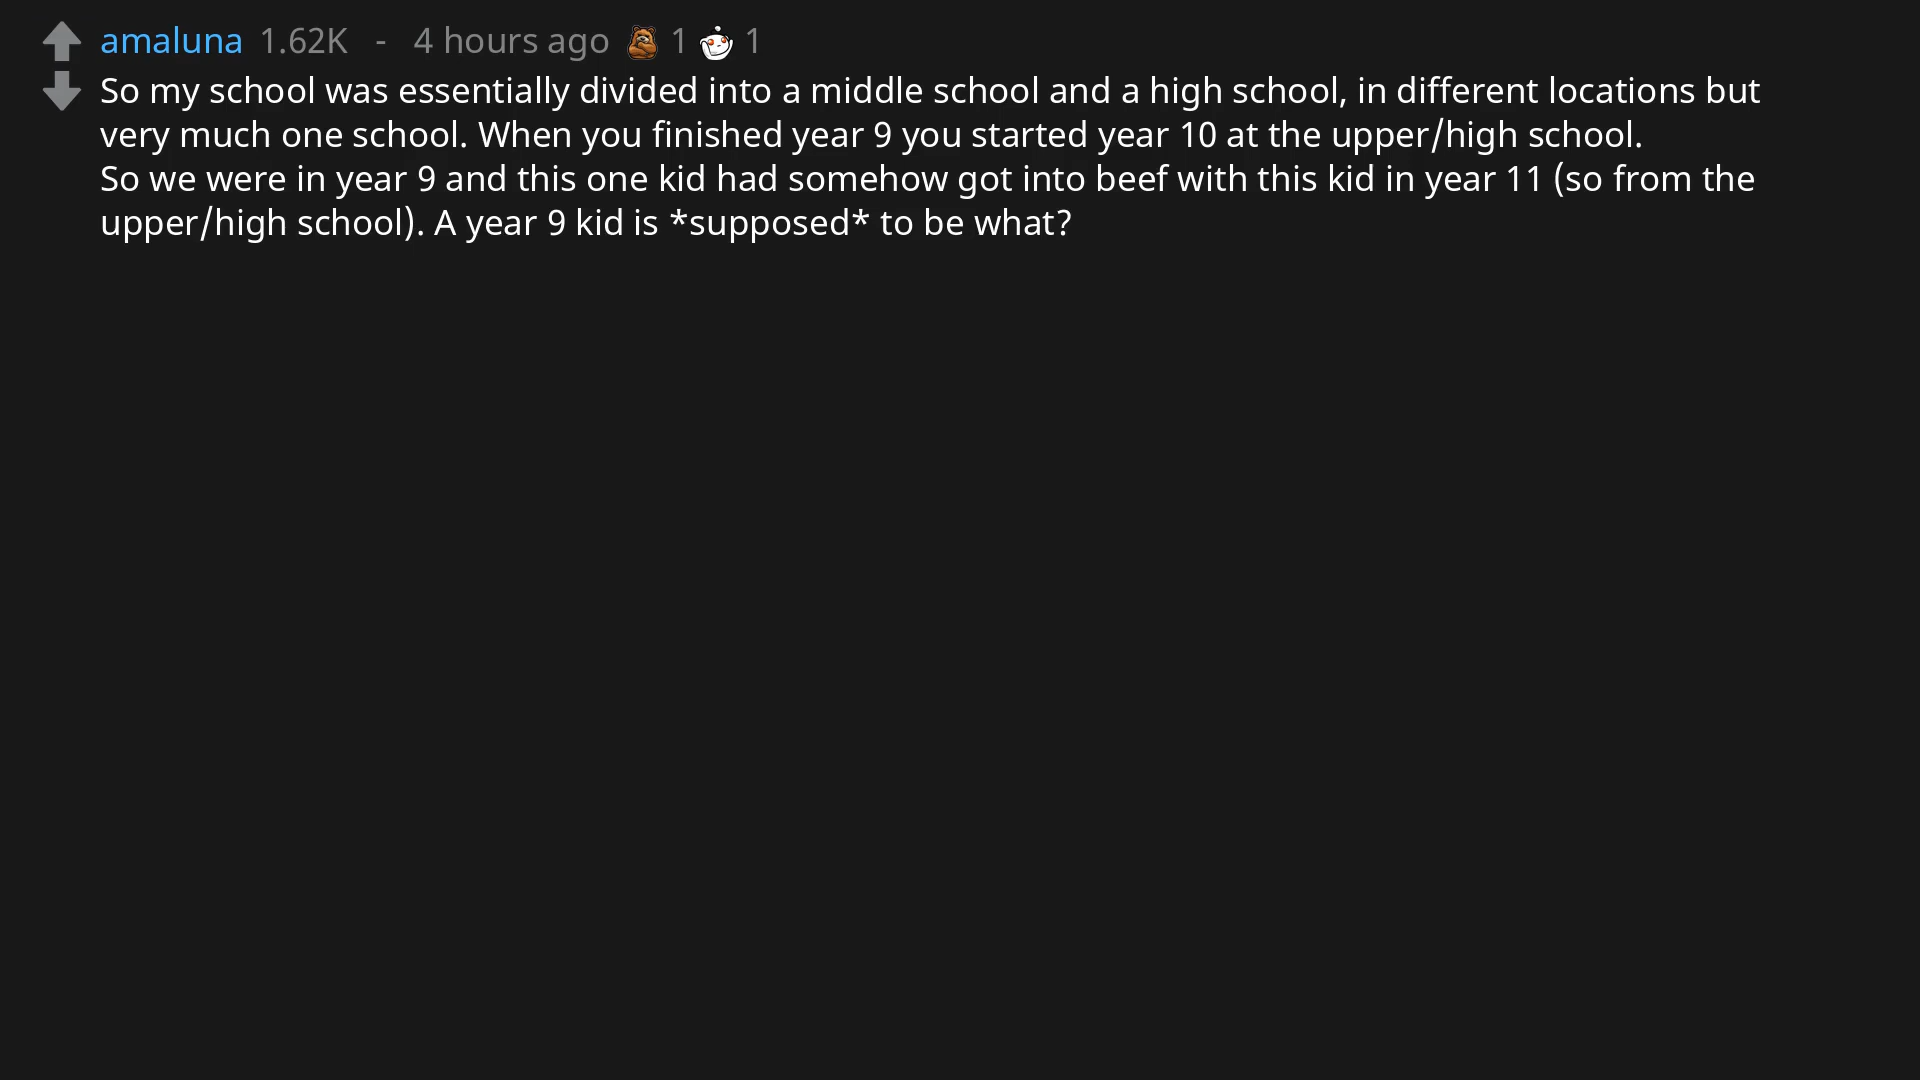 amaluna 1.62K - 4 hours ago 1 1
So my school was essentially divided into a middle school and a high school, in different locations but
very much one school. When you finished year 9 you started year 10 at the upper/high school.
So we were in year 9 and this one kid had somehow got into beef with this kid in year 11 (so from the
upper/high school). A year 9 kid is *supposed* to be what?